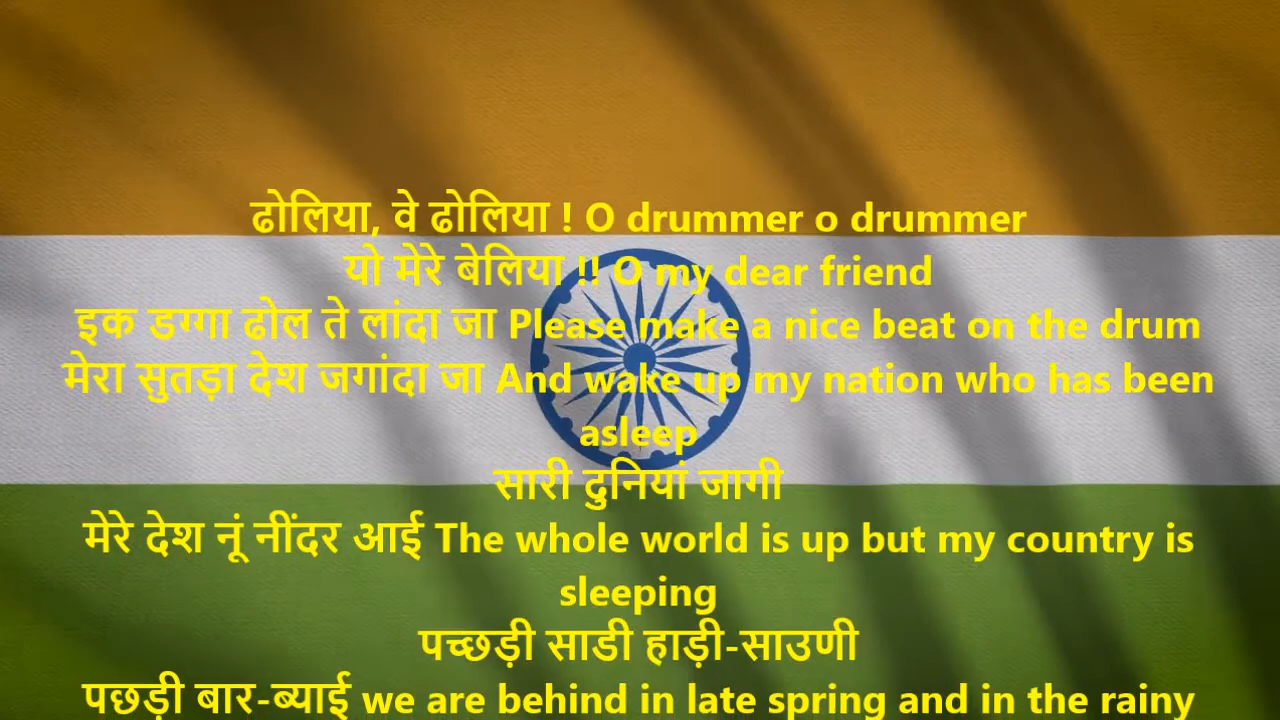 ढोलिया, वे ढोलिया ! O drummer o drummer
यो मेरे बेलिया !! O my dear friend
इक डग्गा ढोल ते लांदा जा Please make a nice beat on the drum
मेरा सुतड़ा देश जगांदा जा And wake up my nation who has been
asleep
सारी दुनियां जागी
मेरे देश नूं नींदर आई The whole world is up but my country is
sleeping
पच्छड़ी साडी हाड़ी-साउणी
पछड़ी बार-ब्याई we are behind in late spring and in the rainy